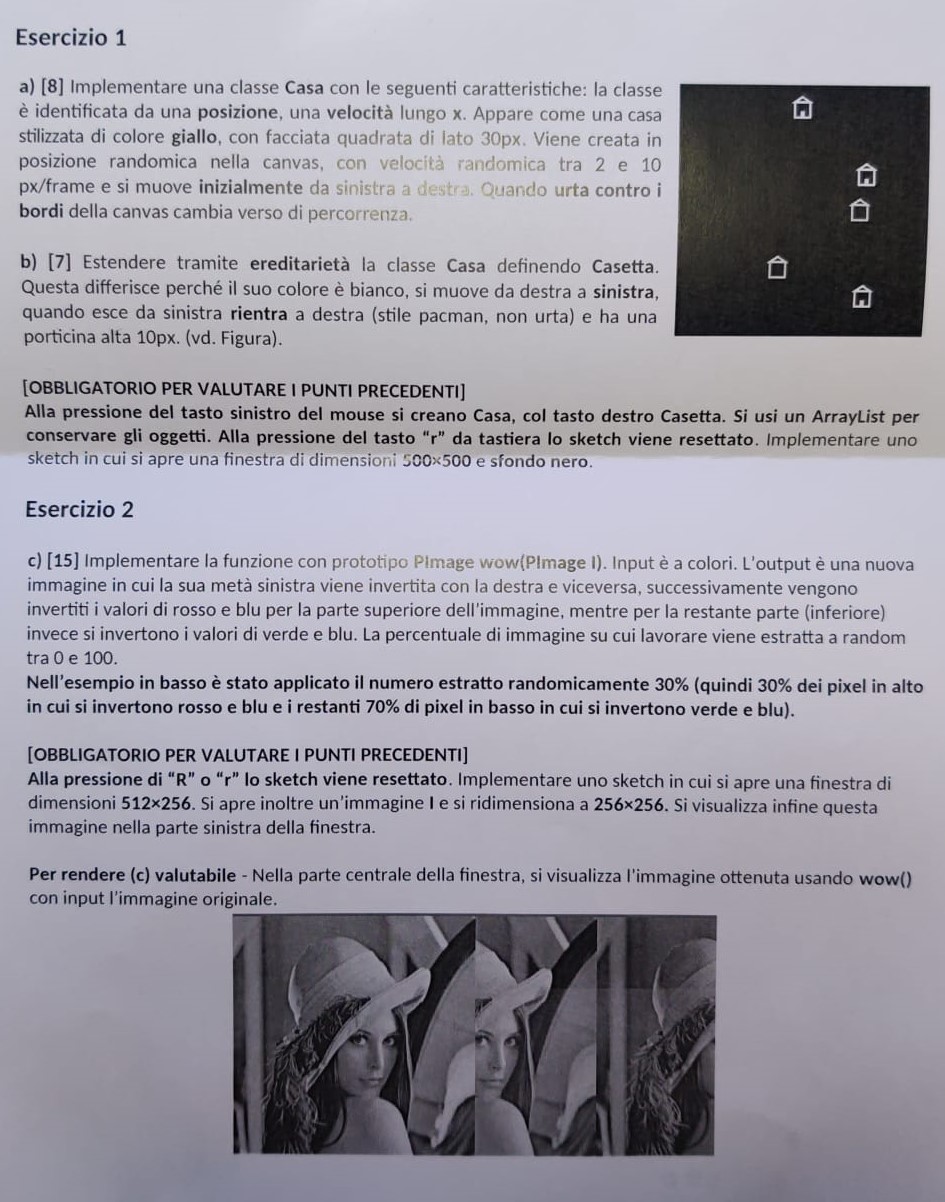 Esercizio 1
a) [8] Implementare una classe Casa con le seguenti caratteristiche: la classe
è identificata da una posizione, una velocità lungo x. Appare come una casa
stilizzata di colore giallo, con facciata quadrata di lato 30px. Viene creata in
posizione randomica nella canvas, con velocità randomica tra 2 e 10
px/frame e si muove inizialmente da sinistra a destra. Quando urta contro i
bordi della canvas cambia verso di percorrenza.
b) [7] Estendere tramite ereditarietà la classe Casa definendo Casetta.
Questa differisce perché il suo colore è bianco, si muove da destra a sinistra,
quando esce da sinistra rientra a destra (stile pacman, non urta) e ha una
porticina alta 10px. (vd. Figura).
[OBBLIGATORIO PER VALUTARE I PUNTI PRECEDENTI]
Alla pressione del tasto sinistro del mouse si creano Casa, col tasto destro Casetta. Si usi un ArrayList per
conservare gli oggetti. Alla pressione del tasto “r” da tastiera lo sketch viene resettato. Implementare uno
sketch in cui si apre una finestra di dimensioni 500×500 e sfondo nero.
Esercizio 2
c) [15] Implementare la funzione con prototipo PImage wow(PImage I). Input è a colori. L'output è una nuova
immagine in cui la sua metà sinistra viene invertita con la destra e viceversa, successivamente vengono
invertiti i valori di rosso e blu per la parte superiore dell'immagine, mentre per la restante parte (inferiore)
invece si invertono i valori di verde e blu. La percentuale di immagine su cui lavorare viene estratta a random
tra 0 e 100.
Nell'esempio in basso è stato applicato il numero estratto randomicamente 30% (quindi 30% dei pixel in alto
in cui si invertono rosso e blu e i restanti 70% di pixel in basso in cui si invertono verde e blu).
[OBBLIGATORIO PER VALUTARE I PUNTI PRECEDENTI]
Alla pressione di “R” o “r” lo sketch viene resettato. Implementare uno sketch in cui si apre una finestra di
dimensioni 512×256. Si apre inoltre un'immagine I e si ridimensiona a 256×256. Si visualizza infine questa
immagine nella parte sinistra della finestra.
Per rendere (c) valutabile - Nella parte centrale della finestra, si visualizza l'immagine ottenuta usando wow()
con input l'immagine originale.